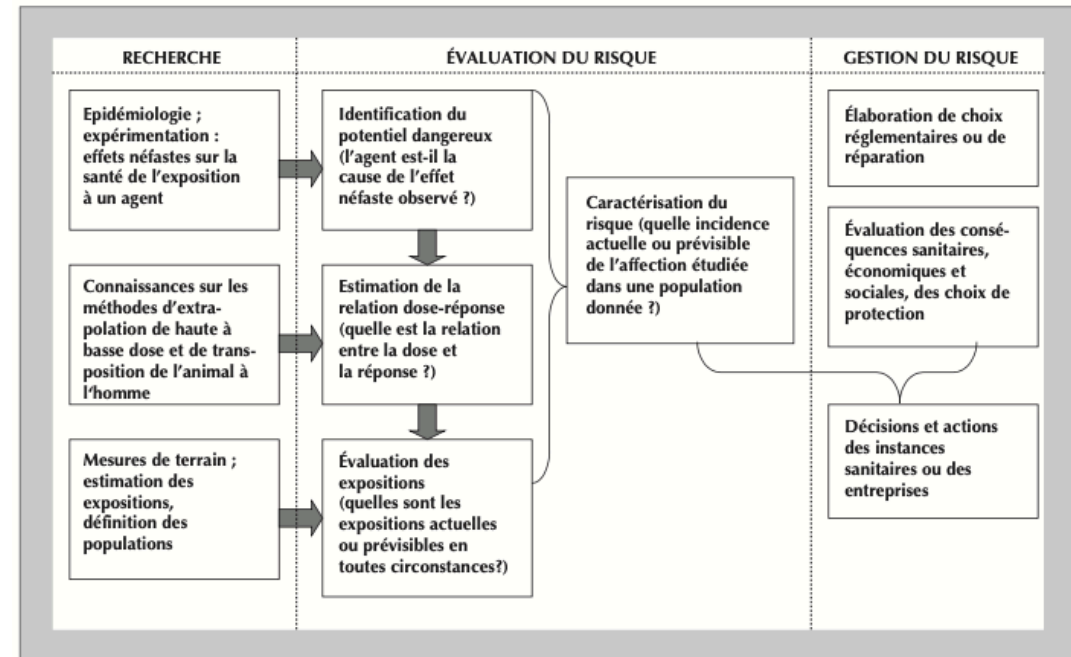 RECHERCHE
ÉVALUATION DU RISQUE
GESTION DU RISQUE
Epidémiologie ;
expérimentation :
effets néfastes sur la
santé de l'exposition
à un agent
Connaissances sur les
méthodes d'extra-
polation de haute à
basse dose et de trans-
position de l'animal à
l'homme
Mesures de terrain ;
estimation des
expositions,
définition des
populations
Identification du
potentiel dangereux
(l'agent est-il la
cause de l'effet
néfaste observé ?)
Estimation de la
relation dose-réponse
(quelle est la relation
entre la dose et
la réponse ?)
Évaluation des
expositions
(quelles sont les
expositions actuelles
ou prévisibles en
toutes circonstances?)
Caractérisation du
risque (quelle incidence
actuelle ou prévisible
de l'affection étudiée
dans une population
donnée ?)
Élaboration de choix
réglementaires ou de
réparation
Évaluation des consé-
quences sanitaires,
économiques et
sociales, des choix de
protection
Décisions et actions
des instances
sanitaires ou des
entreprises